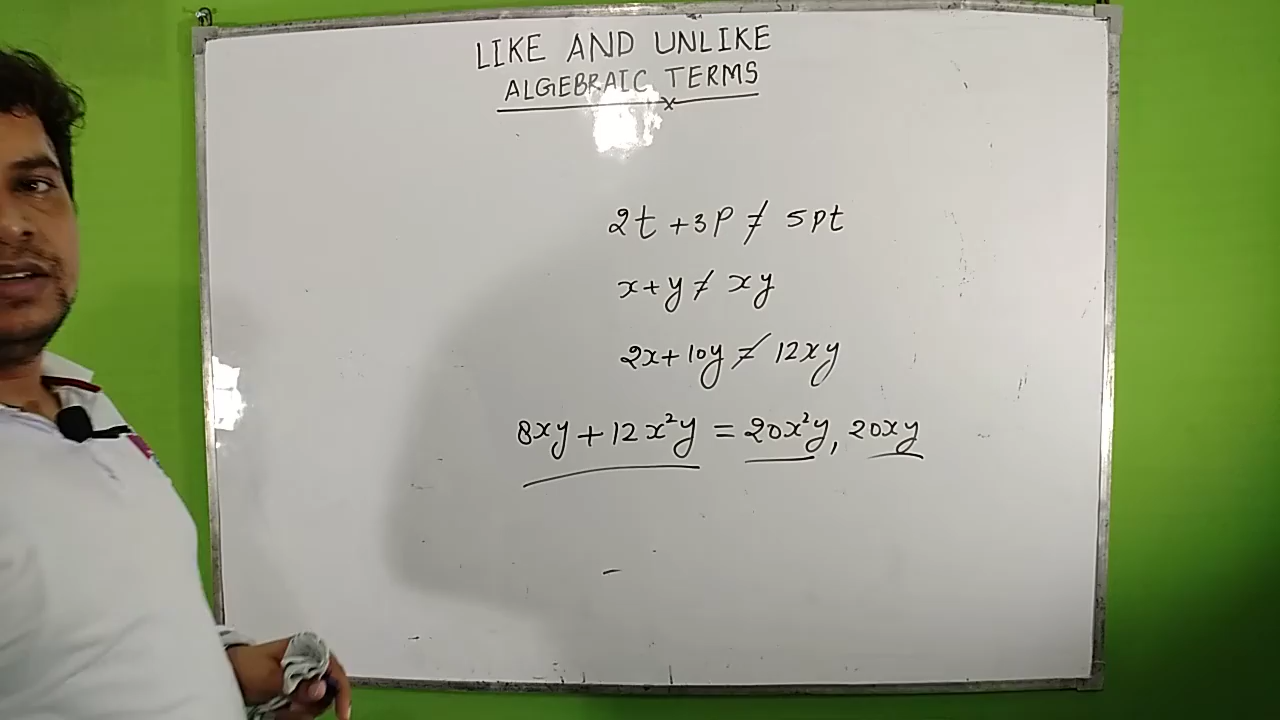 LIKE AND UNLIKE
ALGEBRAIC TERMS
2t + 3p ≠ 5pt
x + y ≠ xy
2x + 10y ≠ 12xy
8xy + 12x²y = 20x²y, 20xy